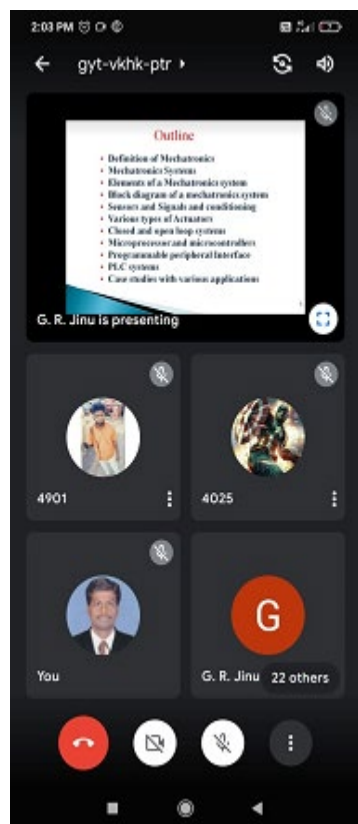 2:03 PM
gyt-vkhk-ptr
Outline
• Definition of Mechatronics
• Mechatronics Systems
• Elements of a Mechatronics system
• Block diagram of a mechatronics system
• Sensors and Signals and conditioning
• Various types of Actuators
• Closed and open loop systems
• Microprocessor and microcontrollers
• Programmable peripheral Interface
• PLC systems
• Case studies with various applications
G. R. Jinu is presenting
4901
4025
G
You
G. R. Jinu
22 others